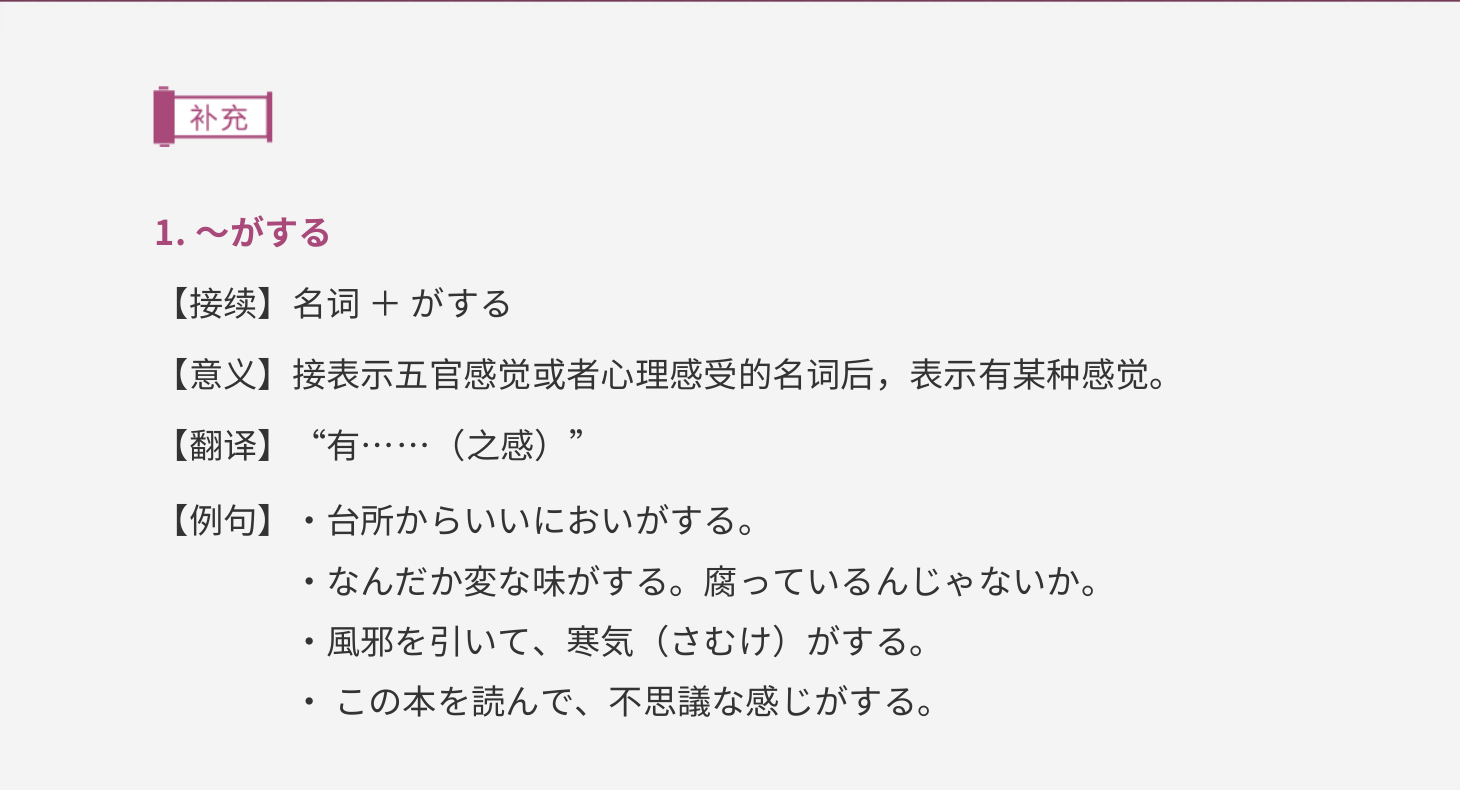 补充
1. ～がする
【接续】名词 ＋ がする
【意义】接表示五官感觉或者心理感受的名词后，表示有某种感觉。
【翻译】“有……（之感）”
【例句】・台所からいいにおいがする。
・なんだか変な味がする。腐っているんじゃないか。
・風邪を引いて、寒気（さむけ）がする。
・ この本を読んで、不思議な感じがする。